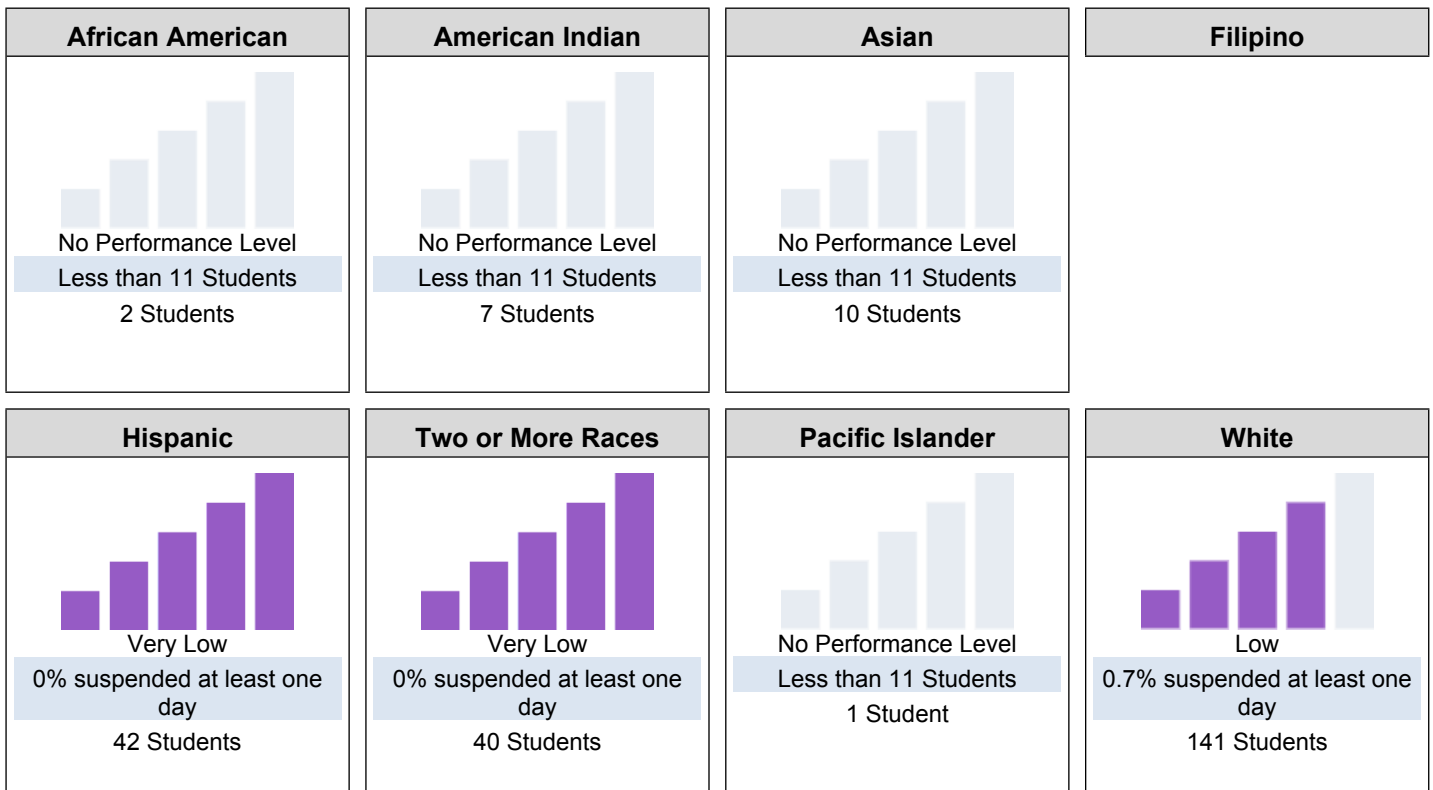 African American
No Performance Level
Less than 11 Students
2 Students
American Indian
No Performance Level
Less than 11 Students
7 Students
Asian
No Performance Level
Less than 11 Students
10 Students
Filipino
Hispanic
Very Low
0% suspended at least one
day
42 Students
Two or More Races
Very Low
0% suspended at least one
day
40 Students
Pacific Islander
No Performance Level
Less than 11 Students
1 Student
White
Low
0.7% suspended at least one
day
141 Students